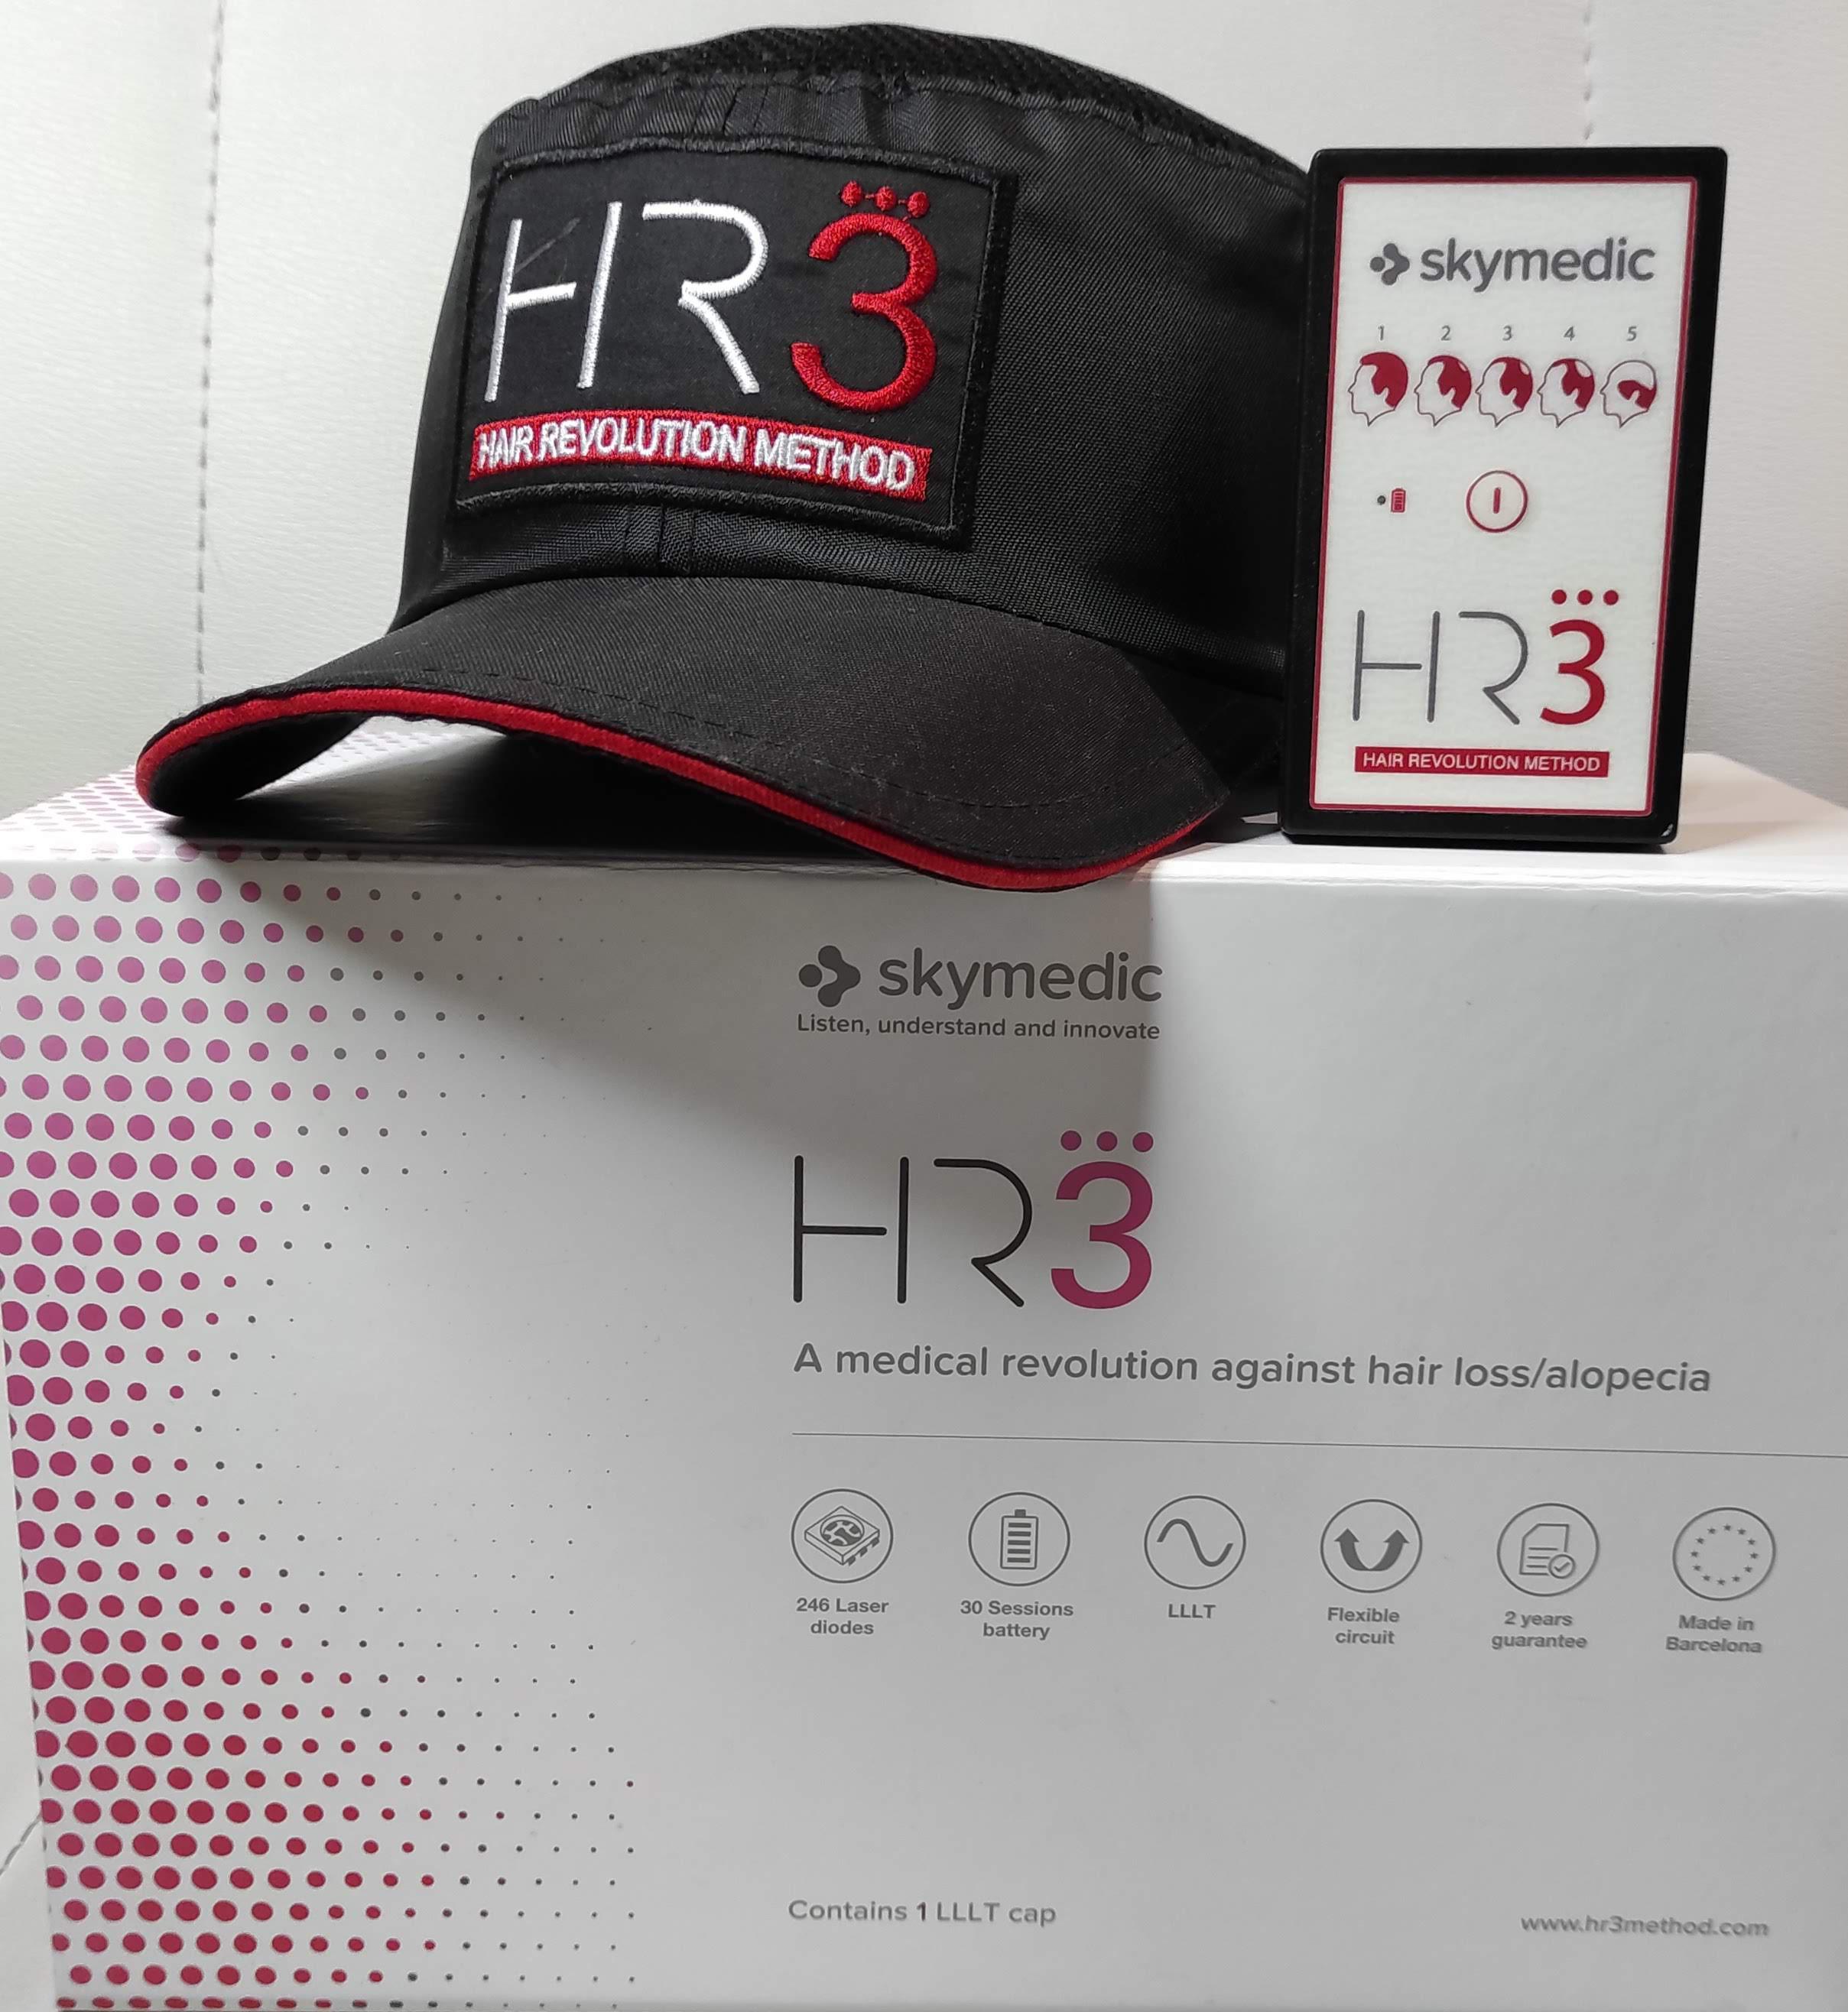 HR3
HAIR REVOLUTION METHOD
skymedic
1 2 3 4 5
HR3
HAIR REVOLUTION METHOD
skymedic
Listen, understand and innovate
HR3
A medical revolution against hair loss/alopecia
246 Laser
diodes
30 Sessions
battery
LLLT
Flexible
circuit
2 years
guarantee
Made in
Barcelona
Contains 1 LLLT cap
www.hr3method.com